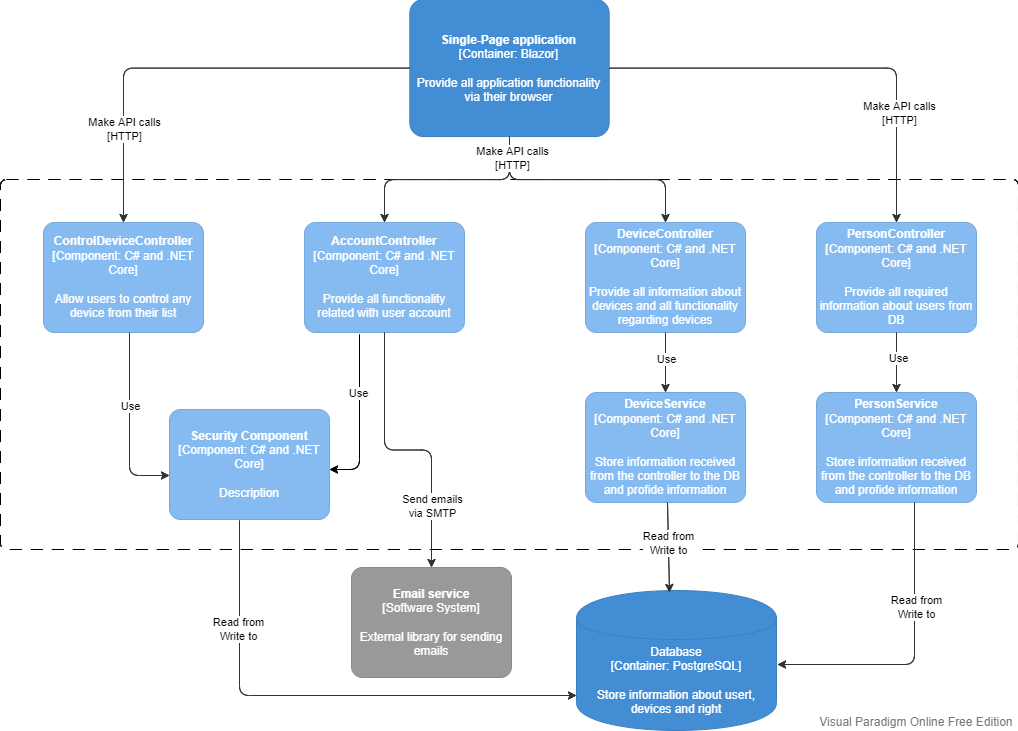 Single-Page application
[Container: Blazor]
Provide all application functionality
via their browser
Make API calls
[HTTP]
Make API calls
[HTTP]
Make API calls
[HTTP]
ControlDeviceController
[Component: C# and .NET
Core]
Allow users to control any
device from their list
AccountController
[Component: C# and .NET
Core]
Provide all functionality
related with user account
DeviceController
[Component: C# and .NET
Core]
Provide all information about
devices and all functionality
regarding devices
PersonController
[Component: C# and .NET
Core]
Provide all required
information about users from
DB
Use
Use
Use
Use
Security Component
[Component: C# and .NET
Core]
Description
DeviceService
[Component: C# and .NET
Core]
Store information received
from the controller to the DB
and profide information
PersonService
[Component: C# and .NET
Core]
Store information received
from the controller to the DB
and profide information
Send emails
via SMTP
Read from
Write to
Read from
Write to
Read from
Write to
Email service
[Software System]
External library for sending
emails
Database
[Container: PostgreSQL]
Store information about usert,
devices and right
Visual Paradigm Online Free Edition